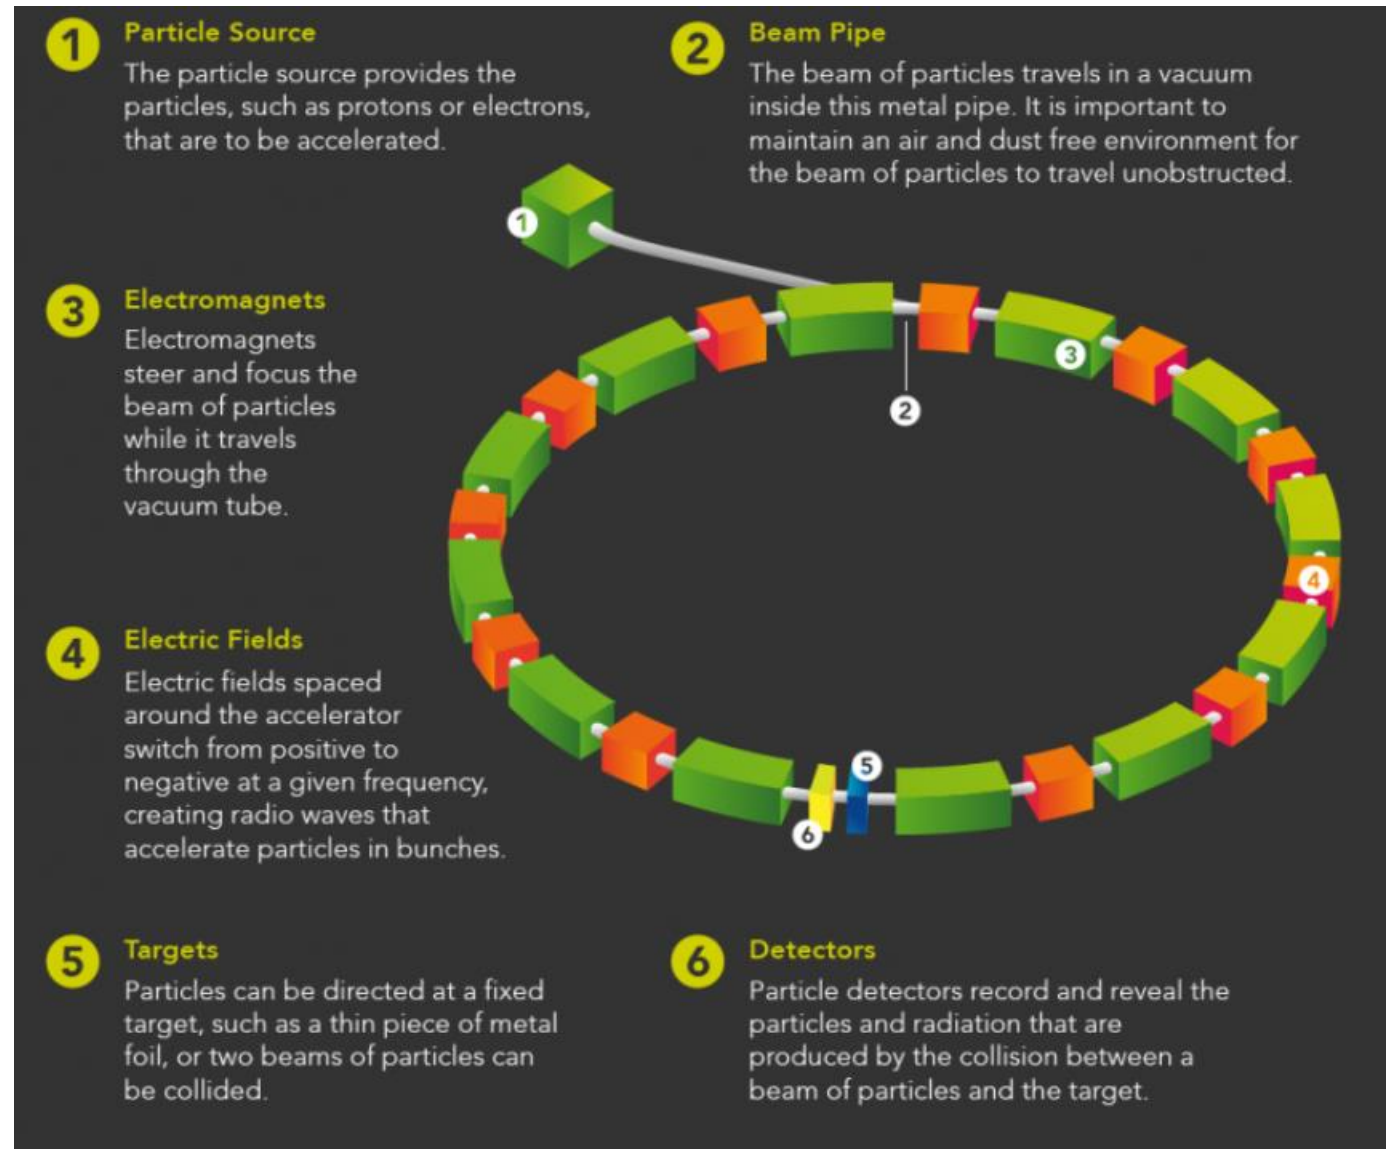 1
Particle Source
The particle source provides the
particles, such as protons or electrons,
that are to be accelerated.
2
Beam Pipe
The beam of particles travels in a vacuum
inside this metal pipe. It is important to
maintain an air and dust free environment for
the beam of particles to travel unobstructed.
1
3
Electromagnets
Electromagnets
steer and focus the
beam of particles
while it travels
through the
vacuum tube.
3
2
4
4
Electric Fields
Electric fields spaced
around the accelerator
switch from positive to
negative at a given frequency,
creating radio waves that
accelerate particles in bunches.
5
6
5
Targets
Particles can be directed at a fixed
target, such as a thin piece of metal
foil, or two beams of particles can
be collided.
6
Detectors
Particle detectors record and reveal the
particles and radiation that are
produced by the collision between a
beam of particles and the target.